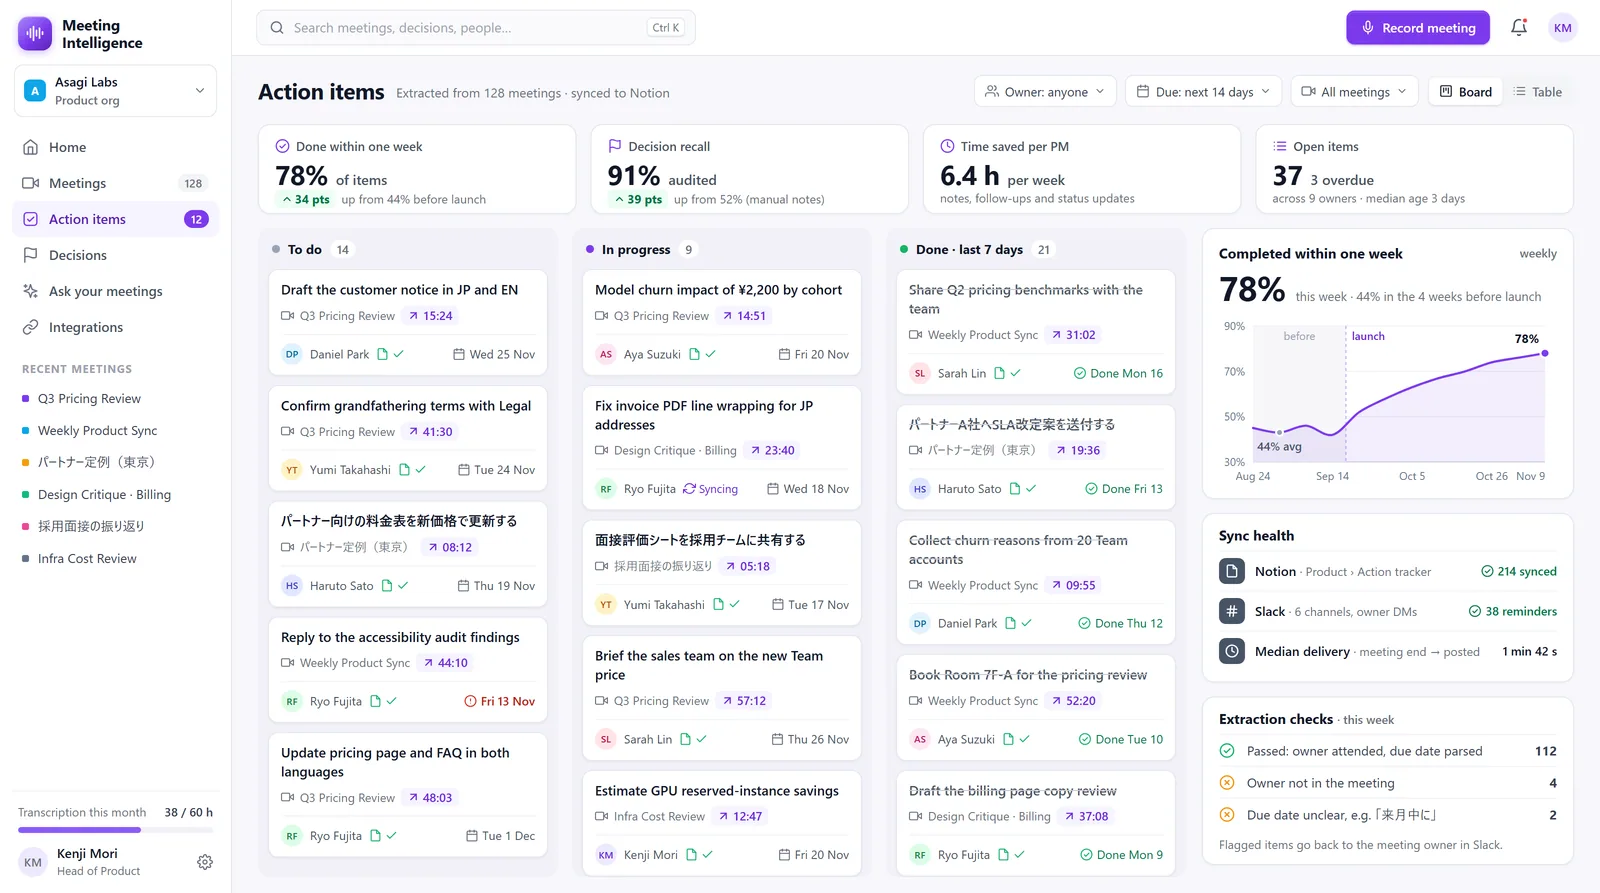 Meeting
Intelligence
A
Asagi Labs
Product org
Home
Meetings 128
Action items 12
Decisions
Ask your meetings
Integrations
RECENT MEETINGS
Q3 Pricing Review
Weekly Product Sync
パートナー定例（東京）
Design Critique · Billing
採用面接の振り返り
Infra Cost Review
Transcription this month 38 / 60 h
KM
Kenji Mori
Head of Product
Search meetings, decisions, people... Ctrl K
Record meeting
KM
Action items Extracted from 128 meetings · synced to Notion
Owner: anyone
Due: next 14 days
All meetings
Board
Table
Done within one week
78% of items
34 pts up from 44% before launch
Decision recall
91% audited
39 pts up from 52% (manual notes)
Time saved per PM
6.4 h per week
notes, follow-ups and status updates
Open items
37 3 overdue
across 9 owners · median age 3 days
To do 14
Draft the customer notice in JP and EN
Q3 Pricing Review 15:24
DP Daniel Park Wed 25 Nov
Confirm grandfathering terms with Legal
Q3 Pricing Review 41:30
YT Yumi Takahashi Tue 24 Nov
パートナー向けの料金表を新価格で更新する
パートナー定例（東京） 08:12
HS Haruto Sato Thu 19 Nov
Reply to the accessibility audit findings
Weekly Product Sync 44:10
RF Ryo Fujita Fri 13 Nov
Update pricing page and FAQ in both
languages
Q3 Pricing Review 48:03
RF Ryo Fujita Tue 1 Dec
In progress 9
Model churn impact of ¥2,200 by cohort
Q3 Pricing Review 14:51
AS Aya Suzuki Fri 20 Nov
Fix invoice PDF line wrapping for JP
addresses
Design Critique · Billing 23:40
RF Ryo Fujita Syncing Wed 18 Nov
面接評価シートを採用チームに共有する
採用面接の振り返り 05:18
YT Yumi Takahashi Tue 17 Nov
Brief the sales team on the new Team
price
Q3 Pricing Review 57:12
SL Sarah Lin Thu 26 Nov
Estimate GPU reserved-instance savings
Infra Cost Review 12:47
KM Kenji Mori Fri 20 Nov
Done · last 7 days 21
Share Q2 pricing benchmarks with the
team
Weekly Product Sync 31:02
SL Sarah Lin Done Mon 16
パートナーA社へSLA改定案を送付する
パートナー定例（東京） 19:36
HS Haruto Sato Done Fri 13
Collect churn reasons from 20 Team
accounts
Weekly Product Sync 09:55
DP Daniel Park Done Thu 12
Book Room 7F-A for the pricing review
Weekly Product Sync 52:20
AS Aya Suzuki Done Tue 10
Draft the billing page copy review
Design Critique · Billing 37:08
RF Ryo Fujita Done Mon 9
Completed within one week weekly
78% this week · 44% in the 4 weeks before launch
90%
70%
50%
30%
before
launch
78%
44% avg
Aug 24 Sep 14 Oct 5 Oct 26 Nov 9
Sync health
Notion · Product › Action tracker 214 synced
Slack · 6 channels, owner DMs 38 reminders
Median delivery · meeting end → posted 1 min 42 s
Extraction checks · this week
Passed: owner attended, due date parsed 112
Owner not in the meeting 4
Due date unclear, e.g. 「来月中に」 2
Flagged items go back to the meeting owner in Slack.